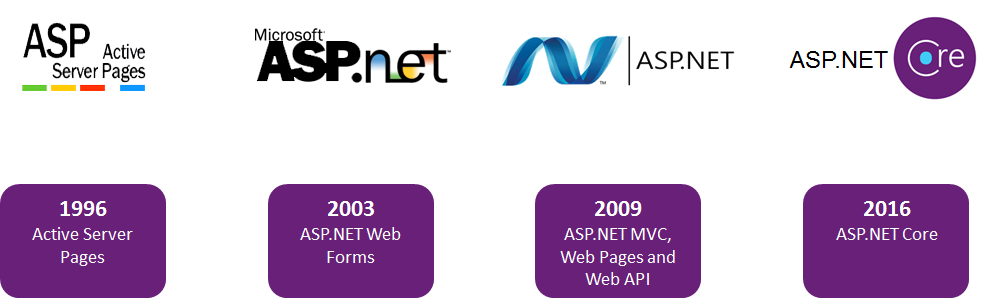 ASP Active
Server Pages
Microsoft®
ASP.net™
ASP.NET
ASP.NET Core
1996
Active Server
Pages
2003
ASP.NET Web
Forms
2009
ASP.NET MVC,
Web Pages and
Web API
2016
ASP.NET Core